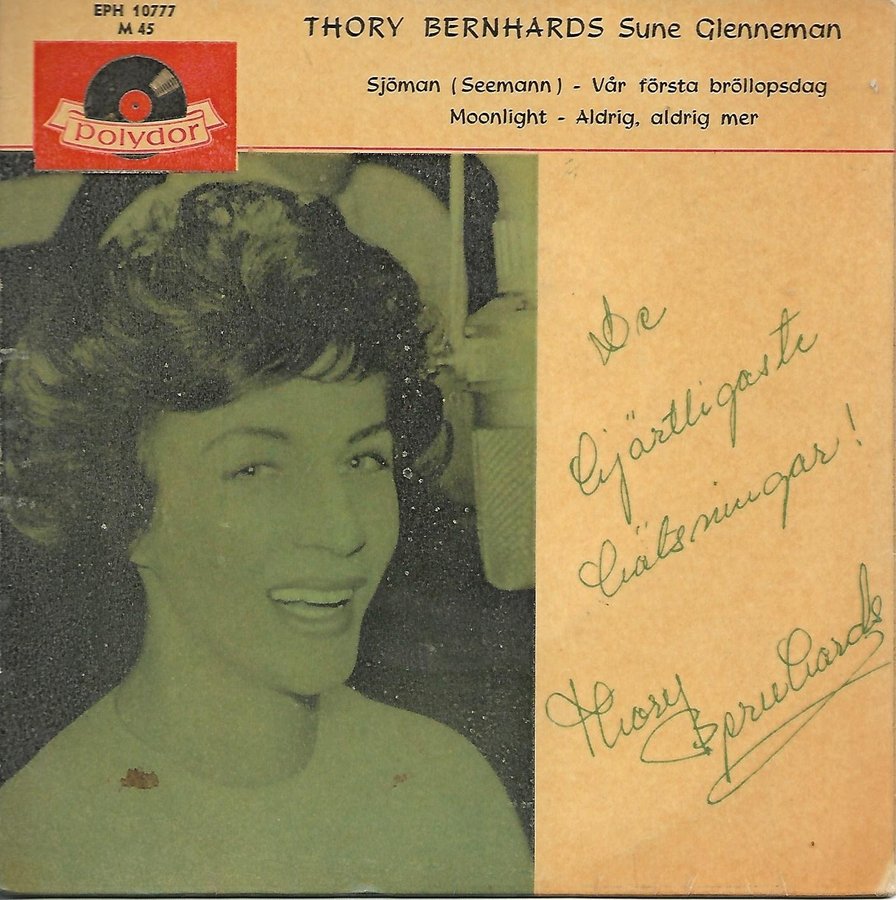 EPH 10777
M 45
polydor
THORY BERNHARDS Sune Glenneman
Sjöman (Seemann) - Vår första bröllopsdag
Moonlight - Aldrig, aldrig mer
De
hjärtligaste
hälsningar!
Thory
Bernhards